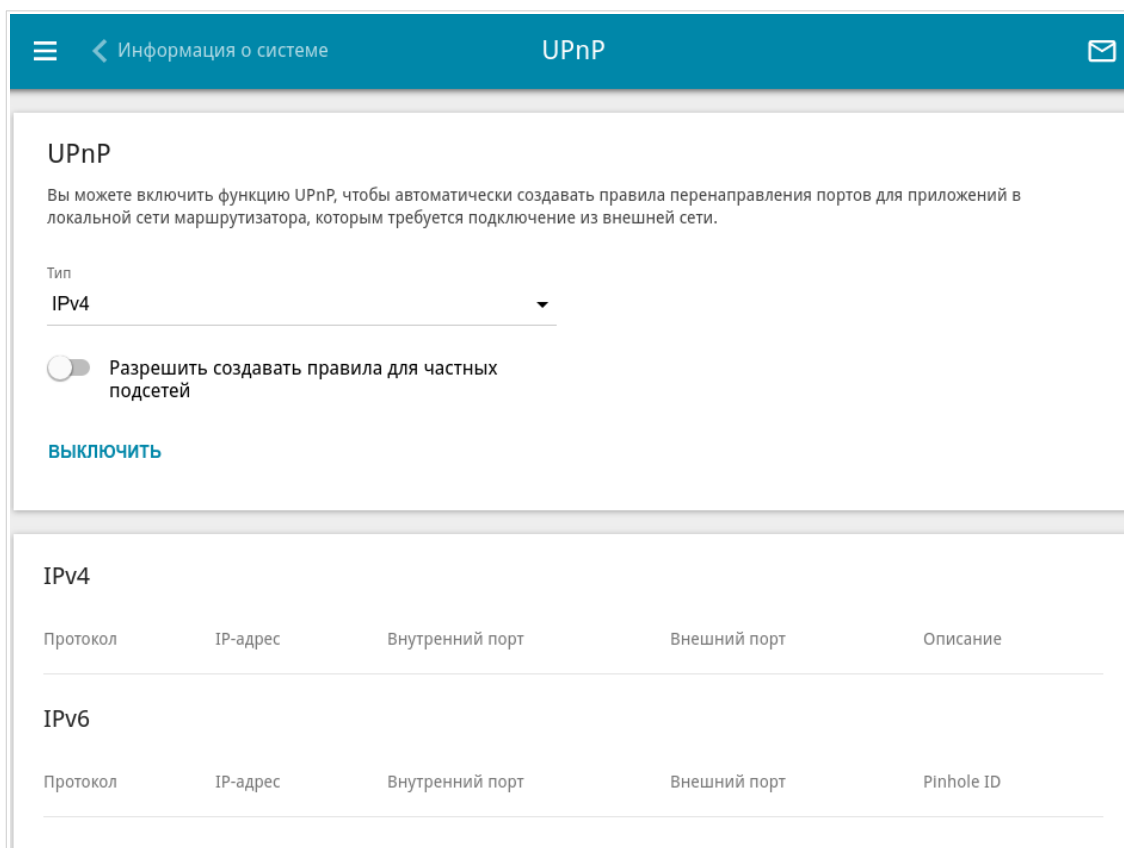 Информация о системе UPnP
UPnP
Вы можете включить функцию UPnP, чтобы автоматически создавать правила перенаправления портов для приложений в
локальной сети маршрутизатора, которым требуется подключение из внешней сети.
Тип
IPv4
Разрешить создавать правила для частных
подсетей
ВЫКЛЮЧИТЬ
IPv4
Протокол IP-адрес Внутренний порт Внешний порт Описание
IPv6
Протокол IP-адрес Внутренний порт Внешний порт Pinhole ID